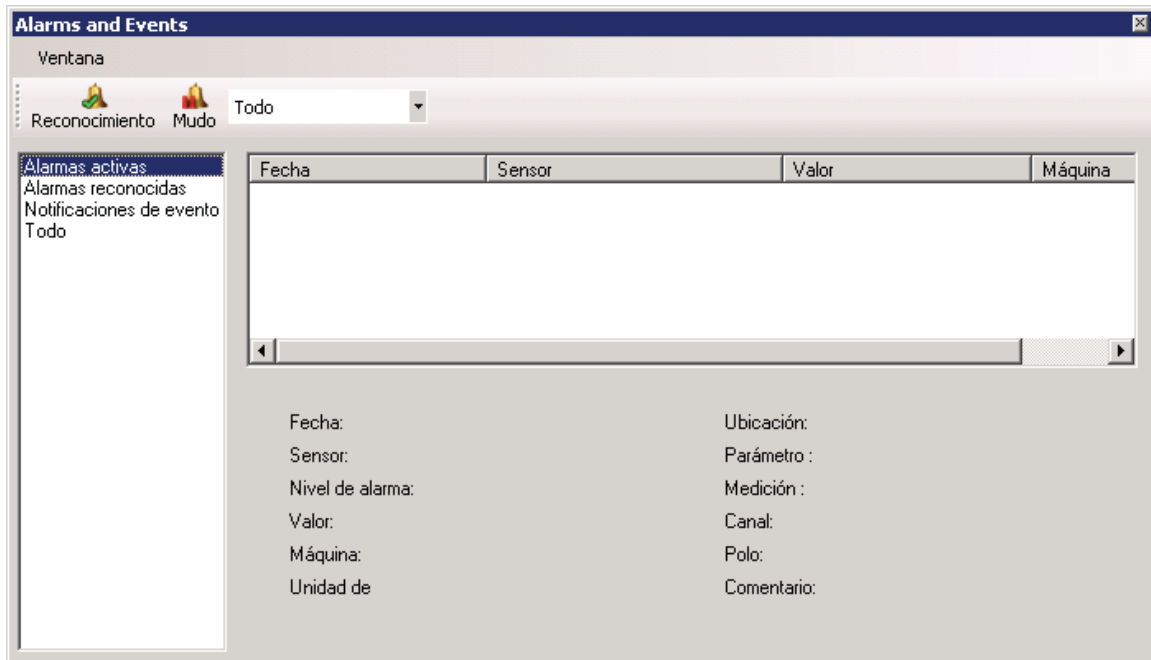 Alarms and Events
Ventana
Reconocimiento Mudo Todo
Alarmas activas
Alarmas reconocidas
Notificaciones de evento
Todo
Fecha Sensor Valor Máquina
Fecha: Ubicación:
Sensor: Parámetro :
Nivel de alarma: Medición :
Valor: Canal:
Máquina: Polo:
Unidad de Comentario: